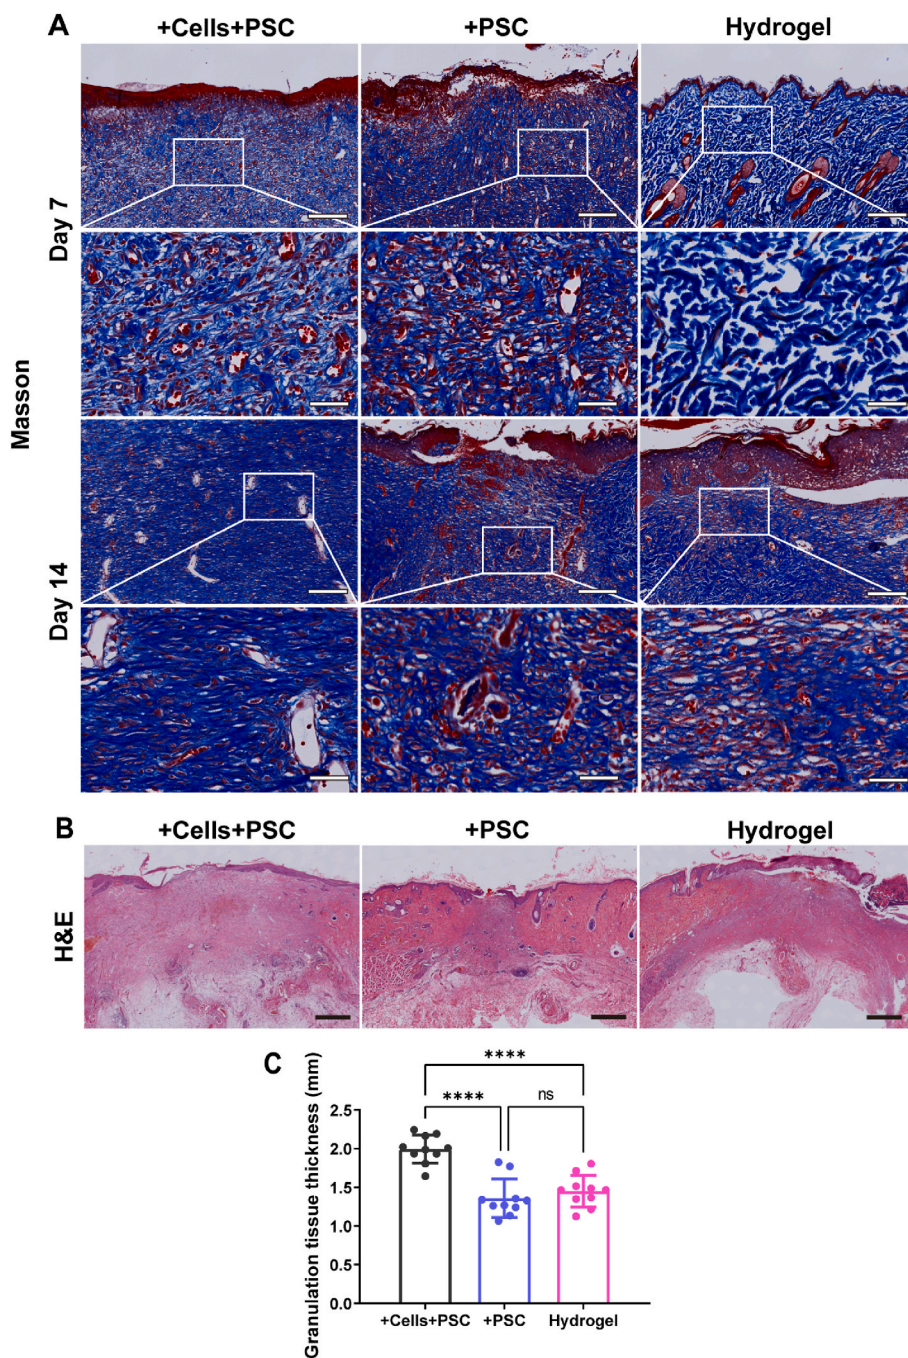 A
+Cells+PSC +PSC Hydrogel
Day 7
Masson
Day 14
B
+Cells+PSC +PSC Hydrogel
H&E
C
Granulation tissue thickness (mm)
****
**** ns
2.5
2.0
1.5
1.0
0.5
0.0
+Cells+PSC +PSC Hydrogel